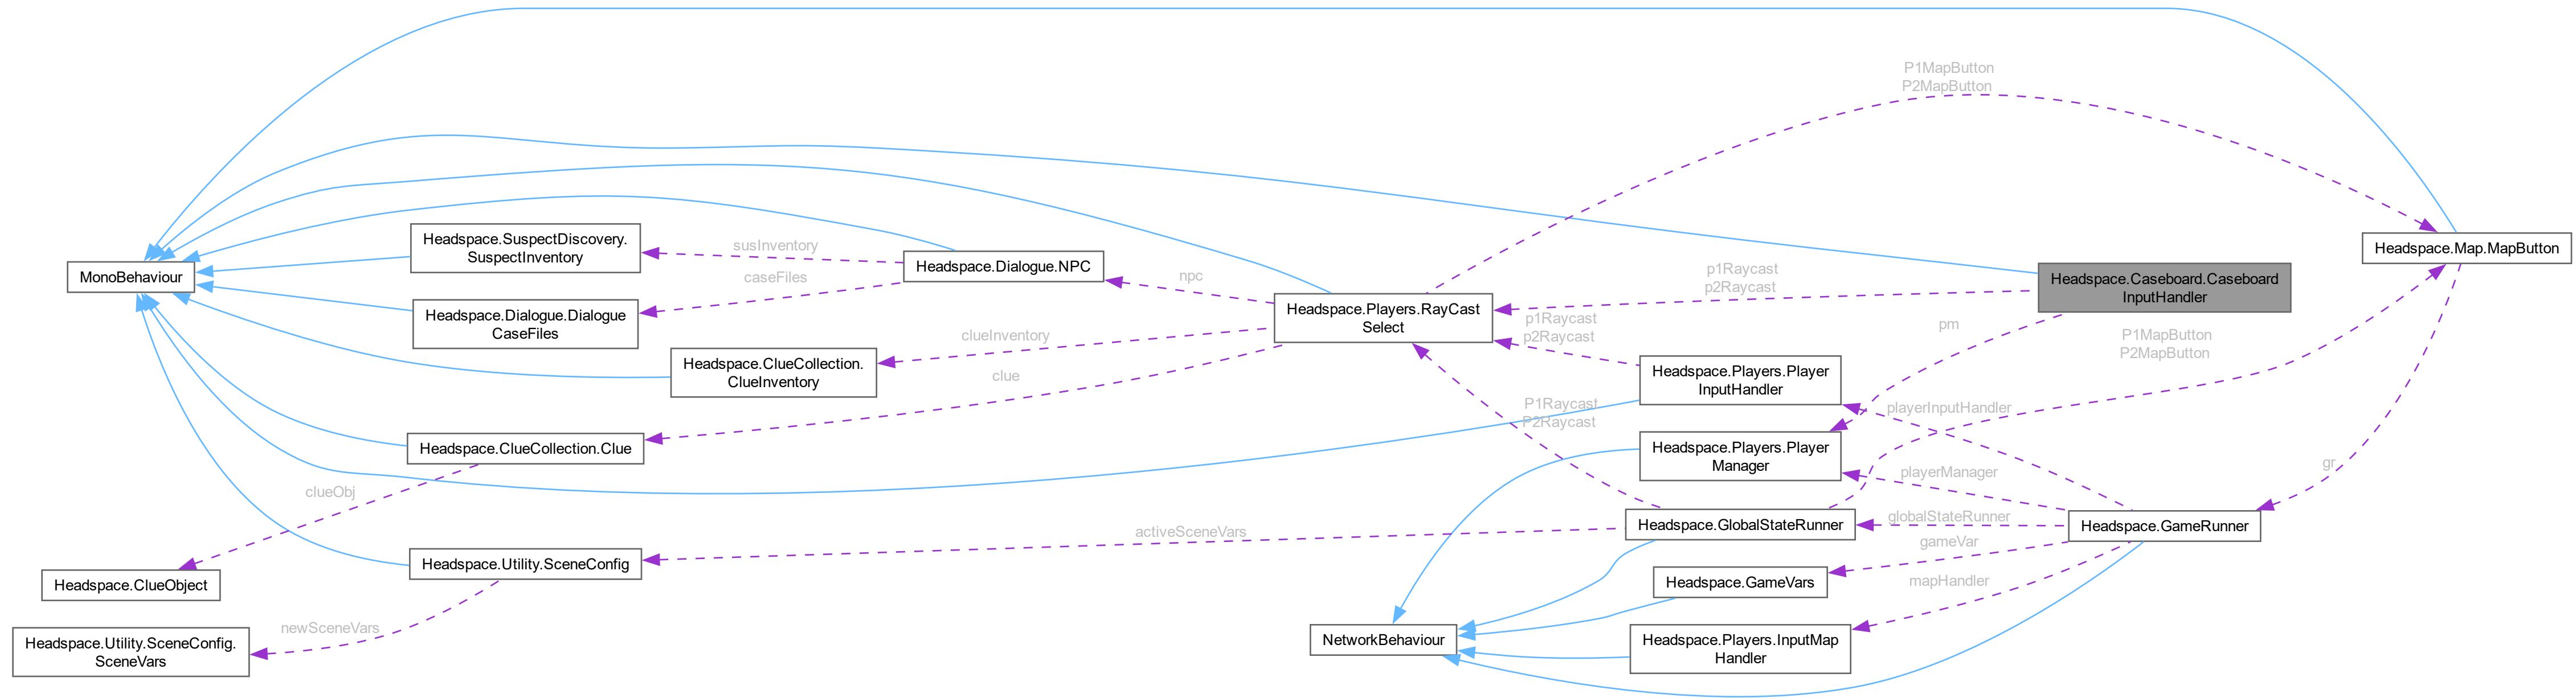 P1MapButton
P2MapButton
Headspace.SuspectDiscovery.
SuspectInventory
susInventory
Headspace.Map.MapButton
MonoBehaviour
Headspace.Dialogue.NPC
caseFiles
npc
p1Raycast
p2Raycast
Headspace.Caseboard.Caseboard
InputHandler
Headspace.Dialogue.Dialogue
CaseFiles
Headspace.Players.RayCast
Select
p1Raycast
p2Raycast
pm
P1MapButton
P2MapButton
clueInventory
Headspace.ClueCollection.
ClueInventory
clue
Headspace.Players.Player
InputHandler
P1Raycast
P2Raycast
playerInputHandler
Headspace.ClueCollection.Clue
Headspace.Players.Player
Manager
playerManager
gr
clueObj
activeSceneVars
Headspace.GlobalStateRunner
globalStateRunner
Headspace.GameRunner
gameVar
Headspace.Utility.SceneConfig
Headspace.ClueObject
Headspace.GameVars
mapHandler
newSceneVars
Headspace.Utility.SceneConfig.
SceneVars
NetworkBehaviour
Headspace.Players.InputMap
Handler